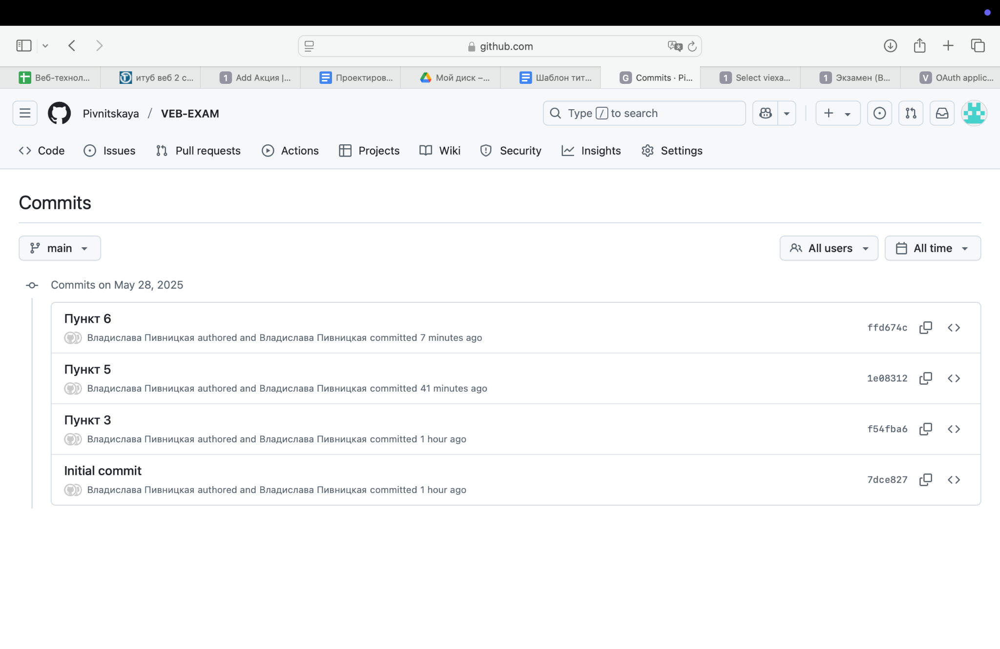 github.com
Веб-технол...
итуб веб 2 с...
1 Add Акция |...
Проектиров...
Мой диск –...
Шаблон тит...
G Commits · Pi...
1 Select viexa...
1 Экзамен (В...
V OAuth applic...
Pivnitskaya / VEB-EXAM
Type / to search
Code Issues Pull requests Actions Projects Wiki Security Insights Settings
Commits
main
All users All time
Commits on May 28, 2025
Пункт 6
Владислава Пивницкая authored and Владислава Пивницкая committed 7 minutes ago
ffd674c
Пункт 5
Владислава Пивницкая authored and Владислава Пивницкая committed 41 minutes ago
1e08312
Пункт 3
Владислава Пивницкая authored and Владислава Пивницкая committed 1 hour ago
f54fba6
Initial commit
Владислава Пивницкая authored and Владислава Пивницкая committed 1 hour ago
7dce827